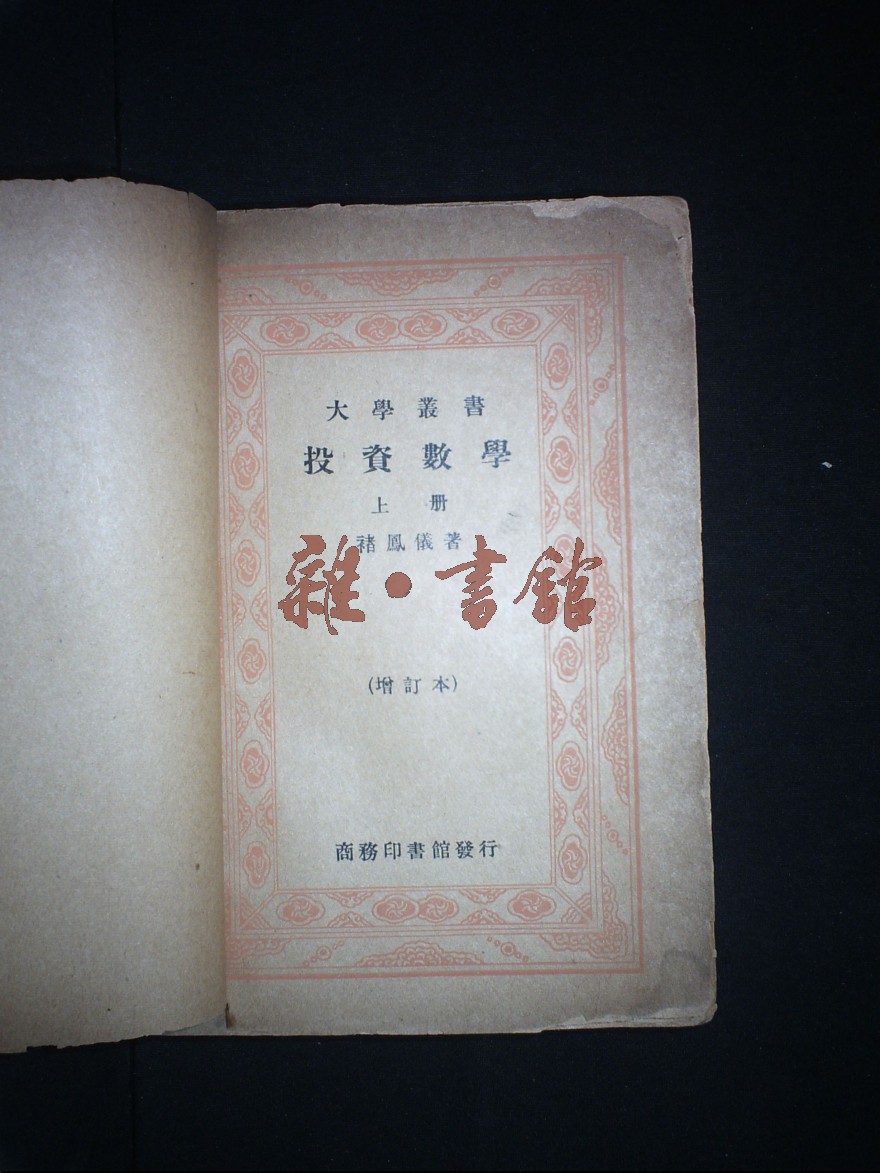 大學叢書
投資數學
上册
褚鳳儀著
雜•書館
(增訂本)
商務印書館發行